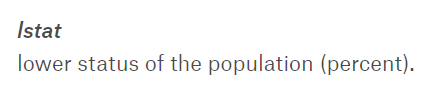 lstat
lower status of the population (percent).